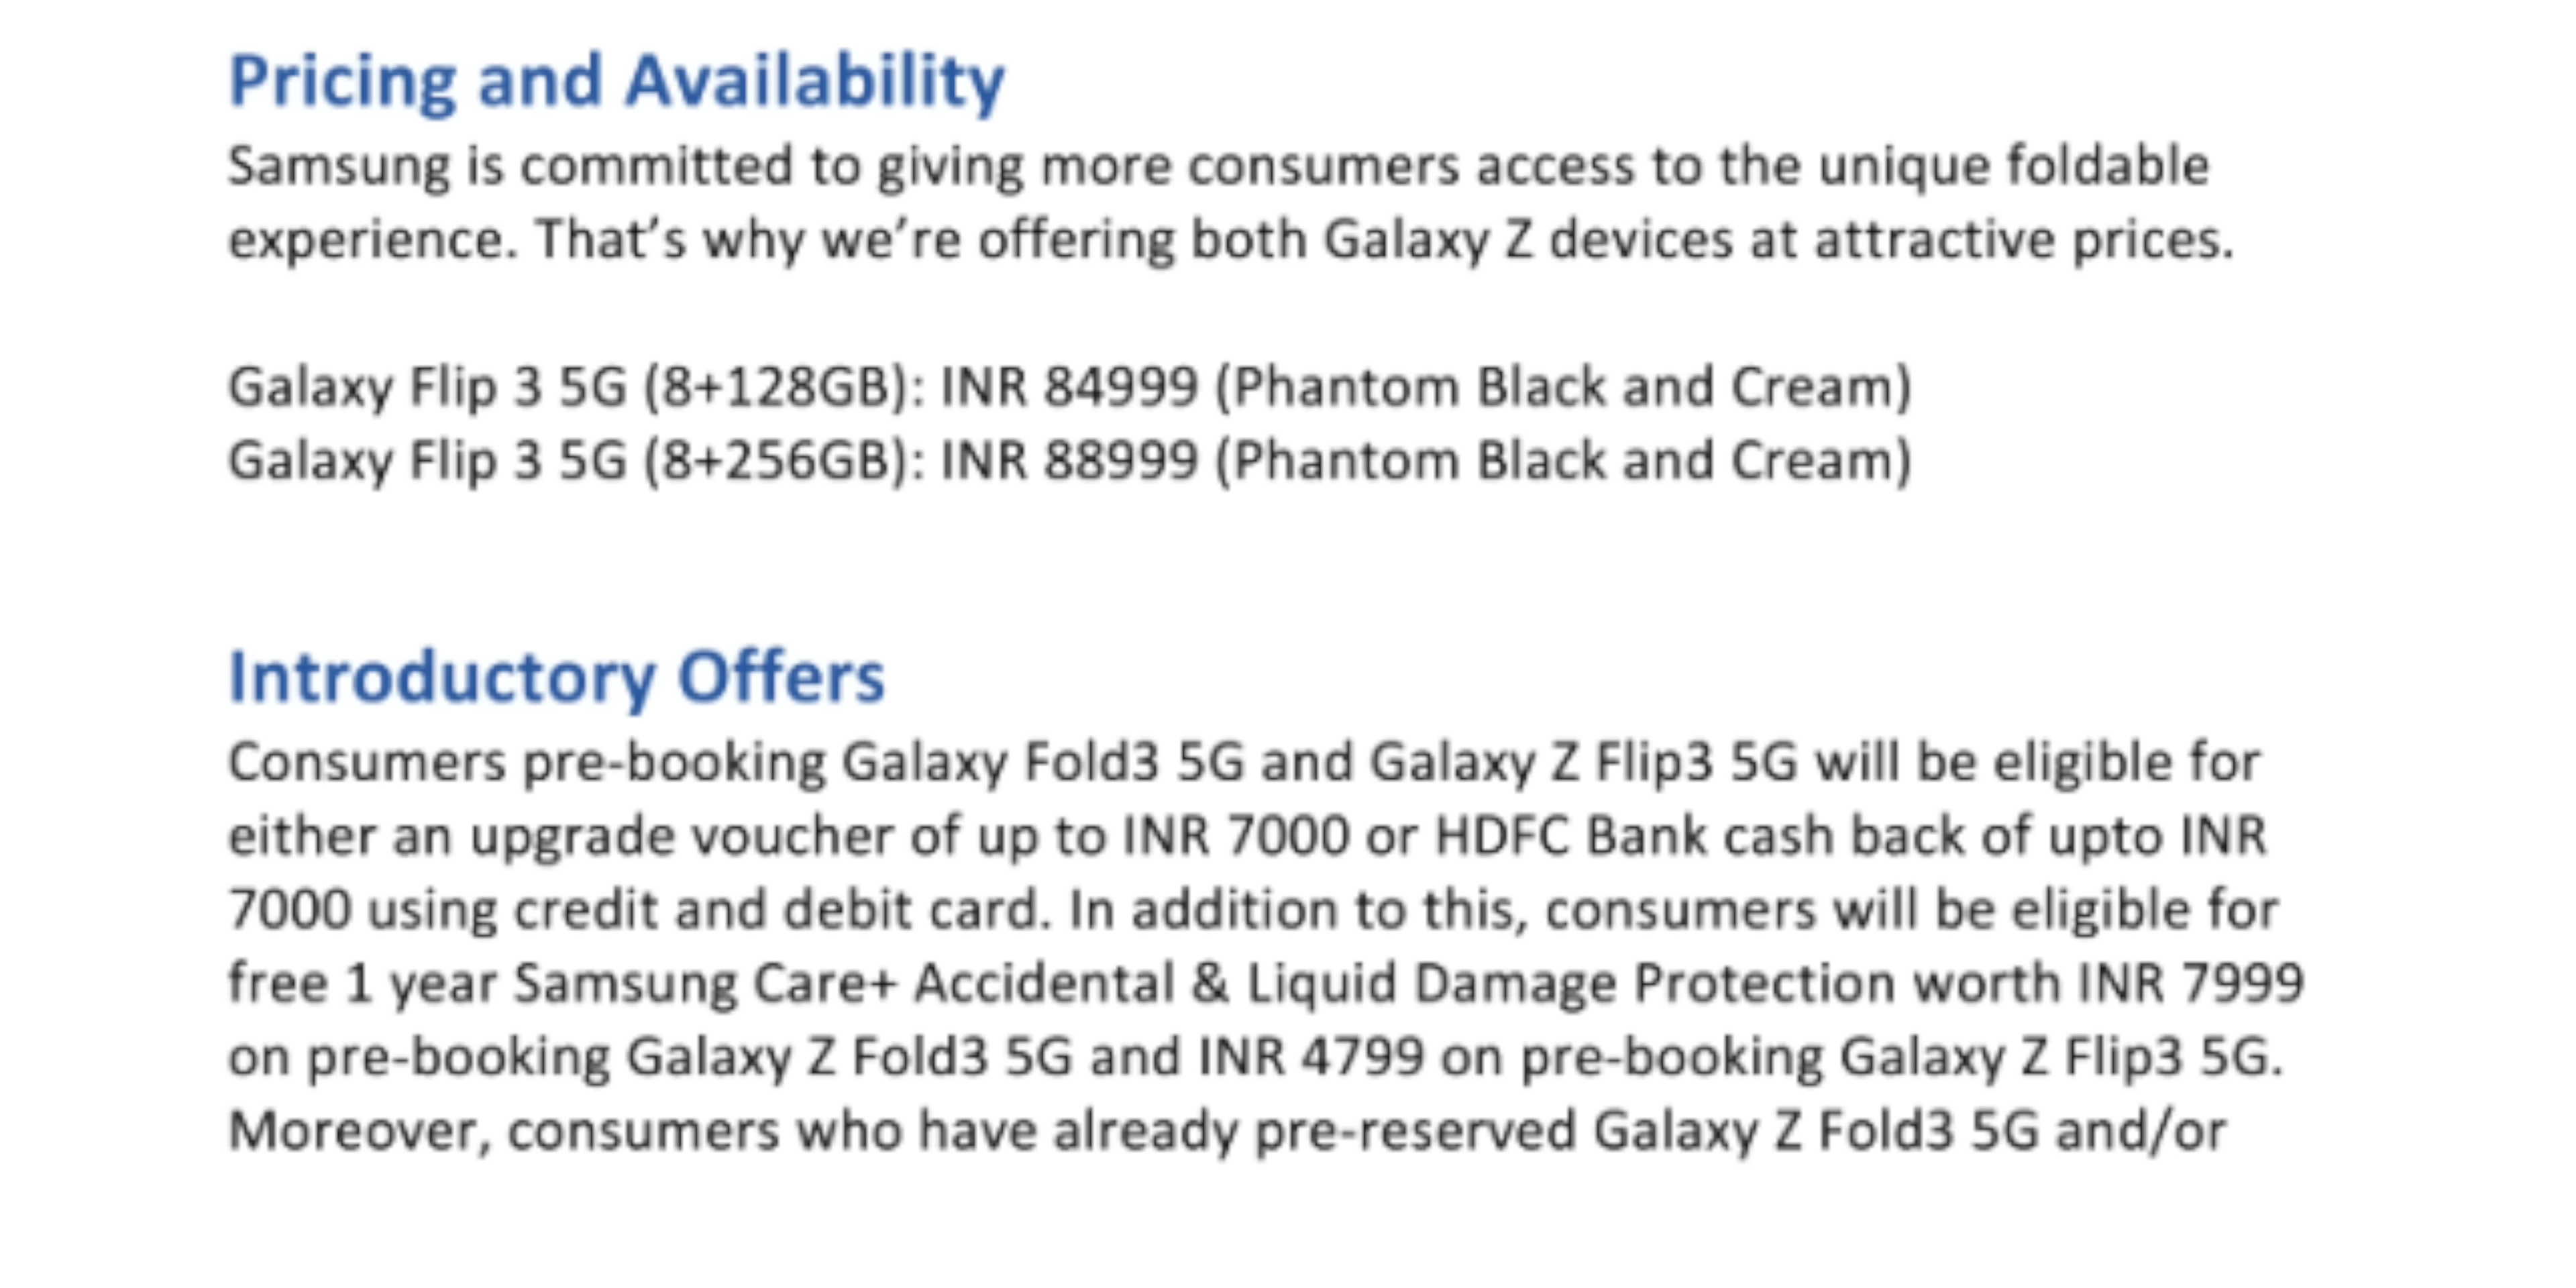 Pricing and Availability
Samsung is committed to giving more consumers access to the unique foldable
experience. That’s why we’re offering both Galaxy Z devices at attractive prices.
Galaxy Flip 3 5G (8+128GB): INR 84999 (Phantom Black and Cream)
Galaxy Flip 3 5G (8+256GB): INR 88999 (Phantom Black and Cream)
Introductory Offers
Consumers pre-booking Galaxy Fold3 5G and Galaxy Z Flip3 5G will be eligible for
either an upgrade voucher of up to INR 7000 or HDFC Bank cash back of upto INR
7000 using credit and debit card. In addition to this, consumers will be eligible for
free 1 year Samsung Care+ Accidental & Liquid Damage Protection worth INR 7999
on pre-booking Galaxy Z Fold3 5G and INR 4799 on pre-booking Galaxy Z Flip3 5G.
Moreover, consumers who have already pre-reserved Galaxy Z Fold3 5G and/or